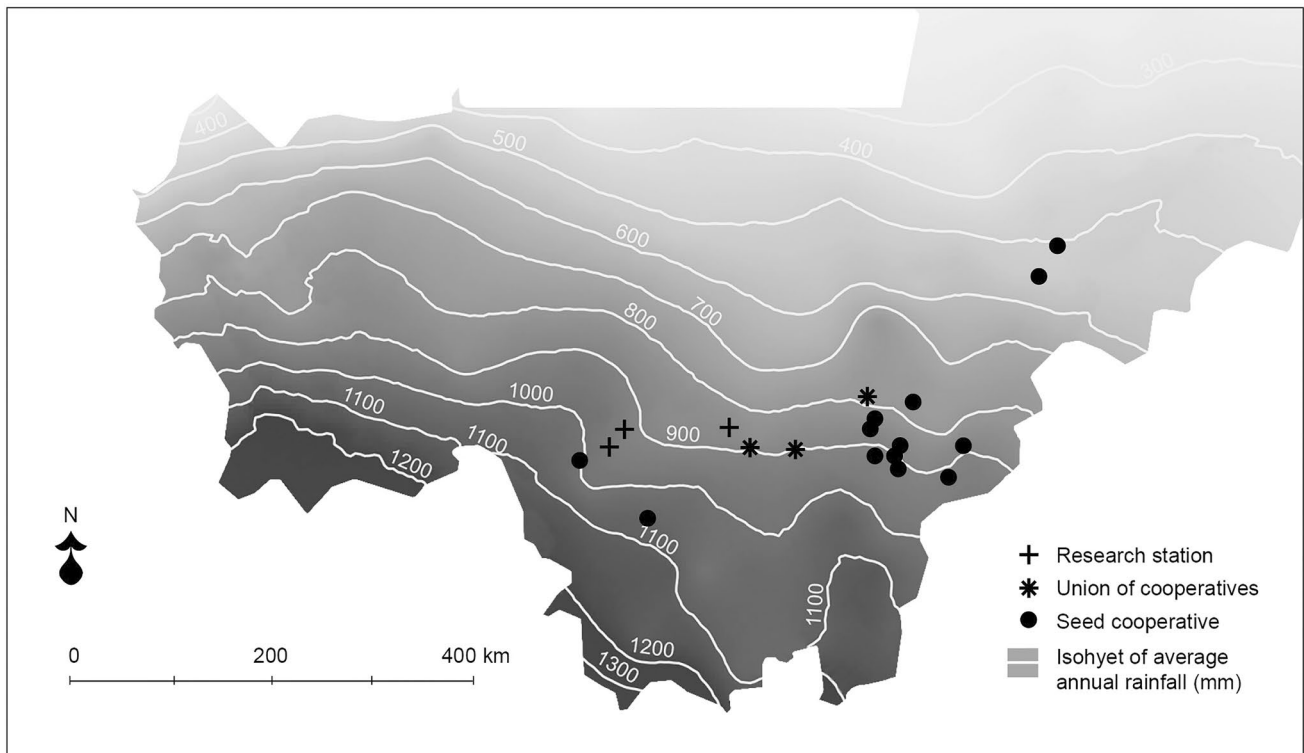 300
400
400
500
600
700
800
900
1000
1100
1100
1200
1100
1100
1200
1300
N
0 200 400 km
Research station
Union of cooperatives
Seed cooperative
Isohyet of average
annual rainfall (mm)